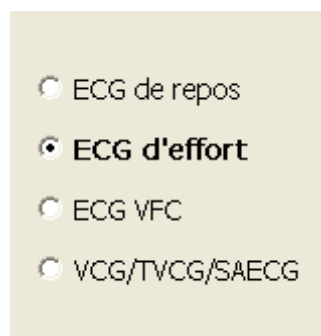 ECG de repos
ECG d'effort
ECG VFC
VCG/TVCG/SAECG